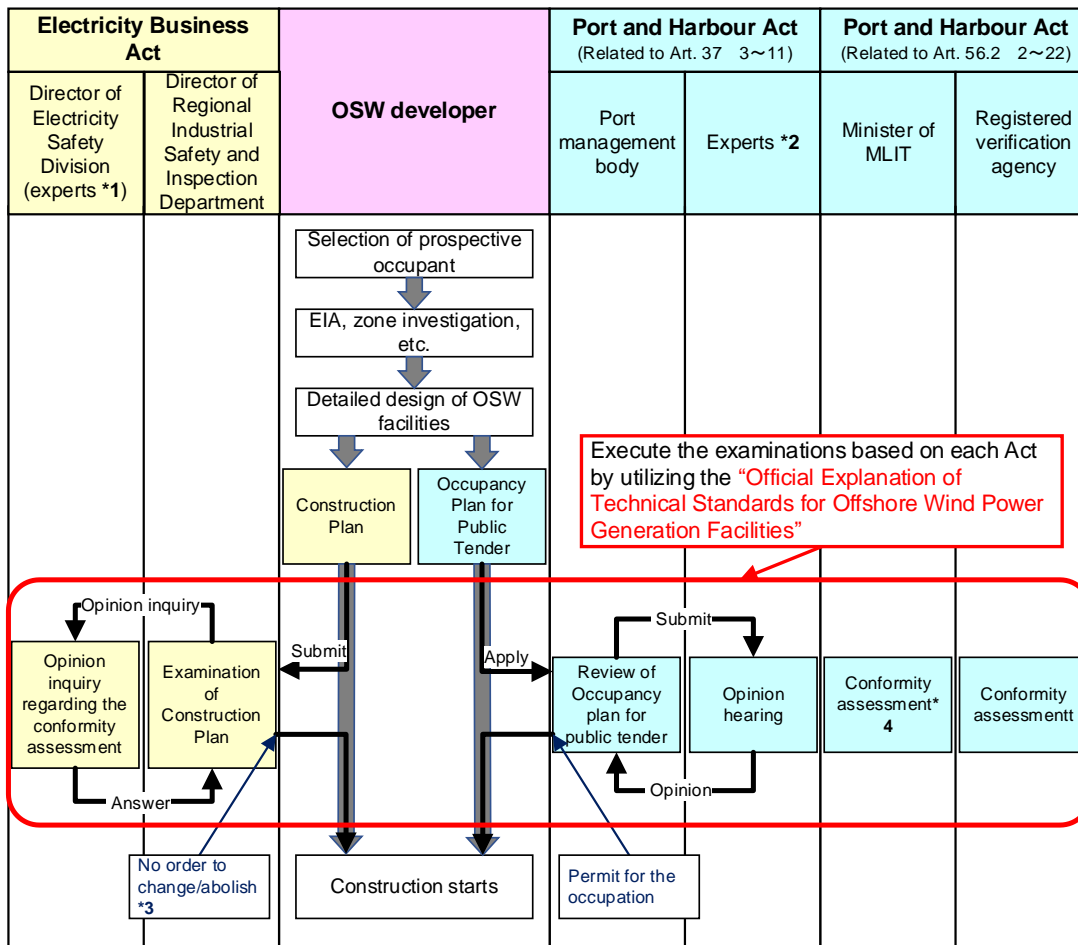 Electricity Business
Act
Port and Harbour Act
(Related to Art. 37 3～11)
Port and Harbour Act
(Related to Art. 56.2 2～22)
Director of
Electricity
Safety
Division
(experts *1)
Director of
Regional
Industrial
Safety and
Inspection
Department
OSW developer
Port
management
body
Experts *2
Minister of
MLIT
Registered
verification
agency
Selection of prospective
occupant
EIA, zone investigation,
etc.
Detailed design of OSW
facilities
Construction
Plan
Occupancy
Plan for
Public
Tender
Execute the examinations based on each Act
by utilizing the “Official Explanation of
Technical Standards for Offshore Wind Power
Generation Facilities”
Opinion inquiry
Submit
Submit
Apply
Opinion
inquiry
regarding the
conformity
assessment
Examination
of
Construction
Plan
Review of
Occupancy
plan for
public tender
Opinion
hearing
Conformity
assessment*
4
Conformity
assessmentt
Answer
Opinion
No order to
change/abolish
*3
Construction starts
Permit for the
occupation